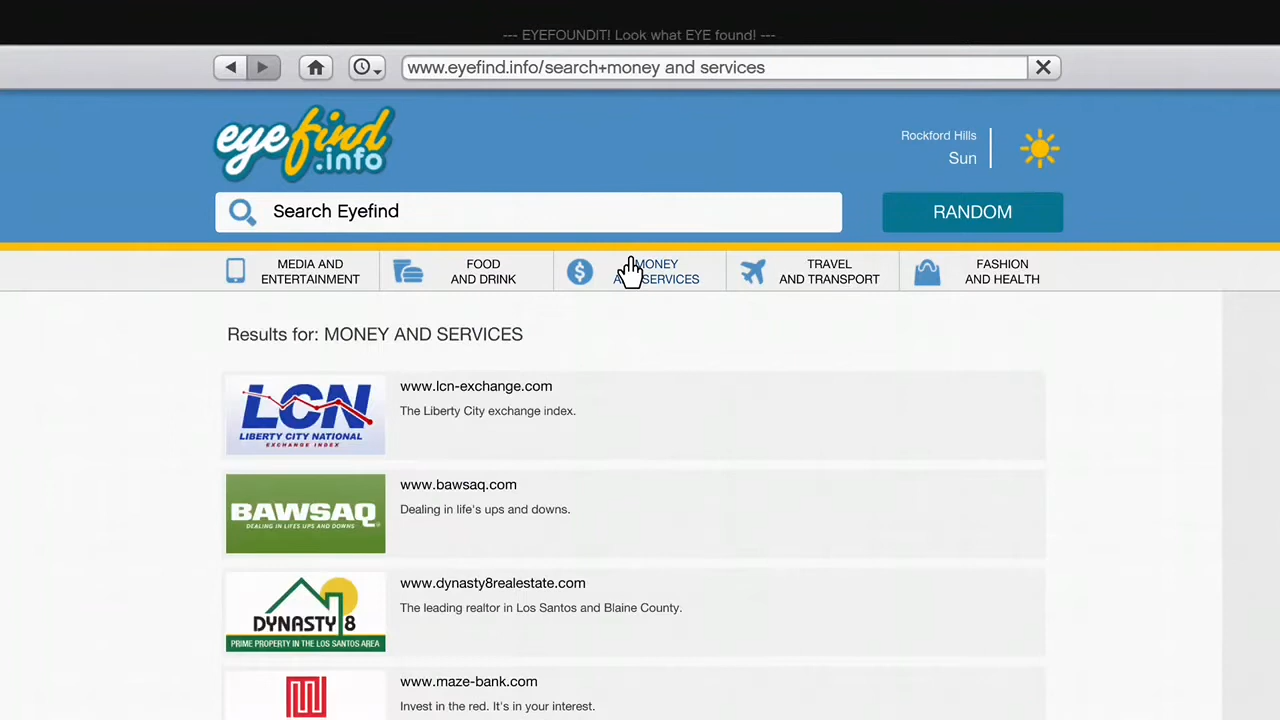 --- EYEFOUNDIT! Look what EYE found! ---
www.eyefind.info/search+money and services
eyefind
.info
Rockford Hills
Sun
Search Eyefind
RANDOM
MEDIA AND
ENTERTAINMENT
FOOD
AND DRINK
MONEY
AND SERVICES
TRAVEL
AND TRANSPORT
FASHION
AND HEALTH
Results for: MONEY AND SERVICES
LCN
LIBERTY CITY NATIONAL
EXCHANGE INDEX
www.lcn-exchange.com
The Liberty City exchange index.
BAWSAQ
DEALING IN LIFE'S UPS AND DOWNS
www.bawsaq.com
Dealing in life's ups and downs.
DYNASTY 8
PRIME PROPERTY IN THE LOS SANTOS AREA
www.dynasty8realestate.com
The leading realtor in Los Santos and Blaine County.
www.maze-bank.com
Invest in the red. It's in your interest.